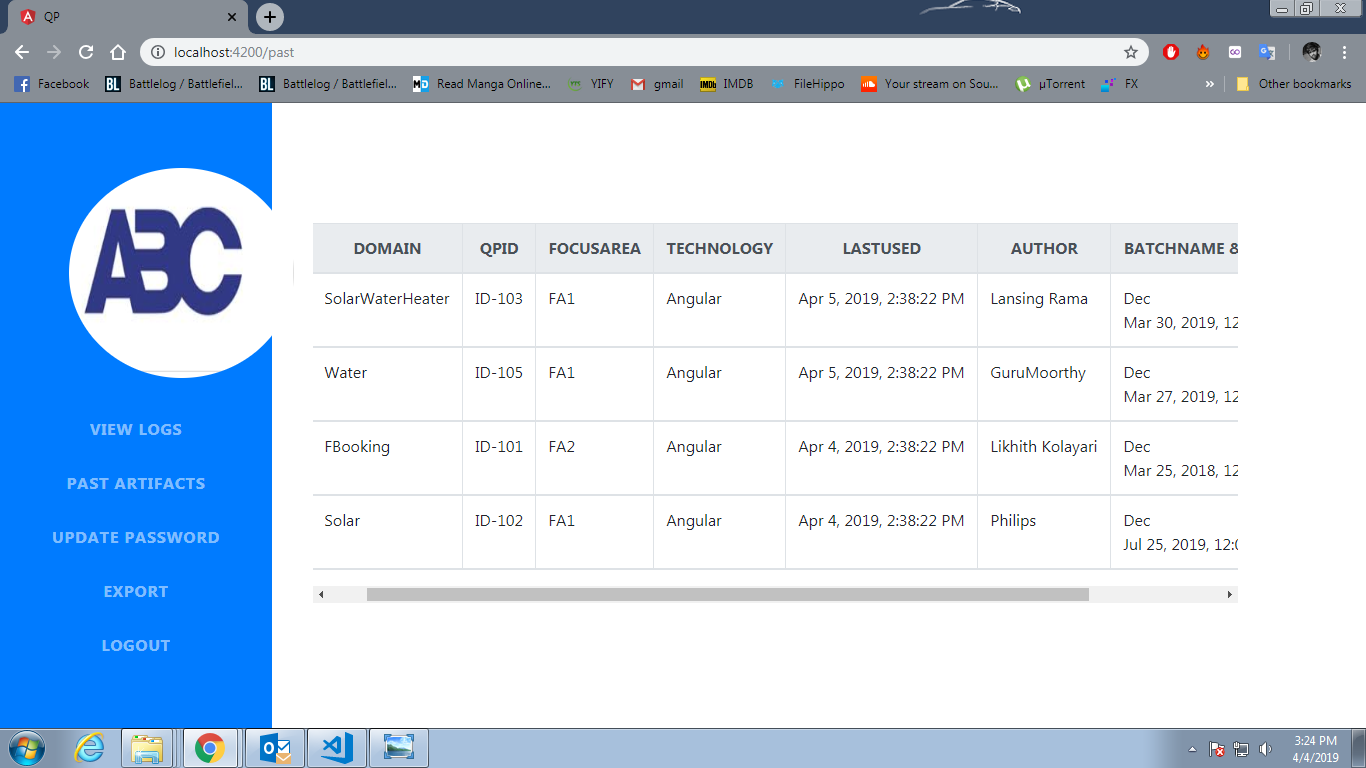 QP
localhost:4200/past
Facebook
BL Battlelog / Battlefiel...
BL Battlelog / Battlefiel...
MD Read Manga Online...
YIFY
gmail
IMDb IMDB
FileHippo
Your stream on Sou...
µTorrent
FX
»
Other bookmarks
ABC
VIEW LOGS
PAST ARTIFACTS
UPDATE PASSWORD
EXPORT
LOGOUT
DOMAIN QPID FOCUSAREA TECHNOLOGY LASTUSED AUTHOR BATCHNAME &
SolarWaterHeater ID-103 FA1 Angular Apr 5, 2019, 2:38:22 PM Lansing Rama Dec
Mar 30, 2019, 12
Water ID-105 FA1 Angular Apr 5, 2019, 2:38:22 PM GuruMoorthy Dec
Mar 27, 2019, 12
FBooking ID-101 FA2 Angular Apr 4, 2019, 2:38:22 PM Likhith Kolayari Dec
Mar 25, 2018, 12
Solar ID-102 FA1 Angular Apr 4, 2019, 2:38:22 PM Philips Dec
Jul 25, 2019, 12:0
3:24 PM
4/4/2019